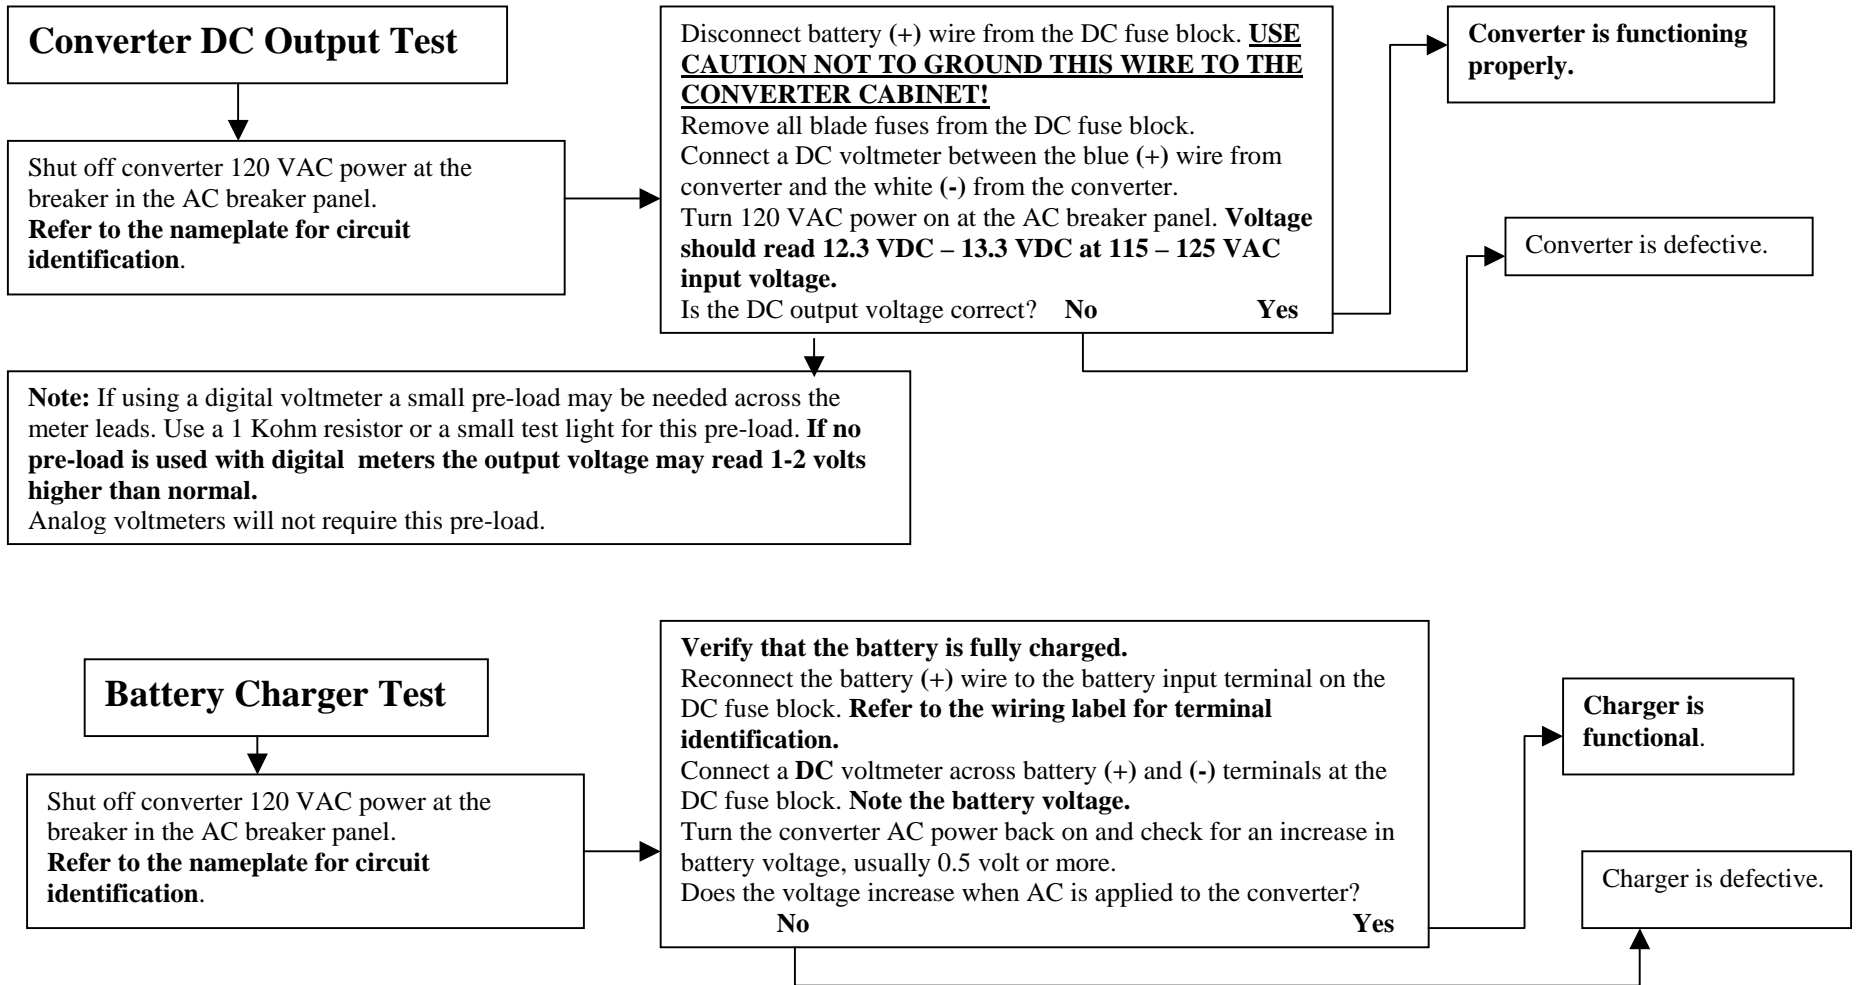 Converter DC Output Test
Shut off converter 120 VAC power at the
breaker in the AC breaker panel.
Refer to the nameplate for circuit
identification.
Disconnect battery (+) wire from the DC fuse block. USE
CAUTION NOT TO GROUND THIS WIRE TO THE
CONVERTER CABINET!
Remove all blade fuses from the DC fuse block.
Connect a DC voltmeter between the blue (+) wire from
converter and the white (-) from the converter.
Turn 120 VAC power on at the AC breaker panel. Voltage
should read 12.3 VDC – 13.3 VDC at 115 – 125 VAC
input voltage.
Is the DC output voltage correct? No Yes
Converter is functioning
properly.
Converter is defective.
Note: If using a digital voltmeter a small pre-load may be needed across the
meter leads. Use a 1 Kohm resistor or a small test light for this pre-load. If no
pre-load is used with digital meters the output voltage may read 1-2 volts
higher than normal.
Analog voltmeters will not require this pre-load.
Battery Charger Test
Shut off converter 120 VAC power at the
breaker in the AC breaker panel.
Refer to the nameplate for circuit
identification.
Verify that the battery is fully charged.
Reconnect the battery (+) wire to the battery input terminal on the
DC fuse block. Refer to the wiring label for terminal
identification.
Connect a DC voltmeter across battery (+) and (-) terminals at the
DC fuse block. Note the battery voltage.
Turn the converter AC power back on and check for an increase in
battery voltage, usually 0.5 volt or more.
Does the voltage increase when AC is applied to the converter?
No Yes
Charger is
functional.
Charger is defective.